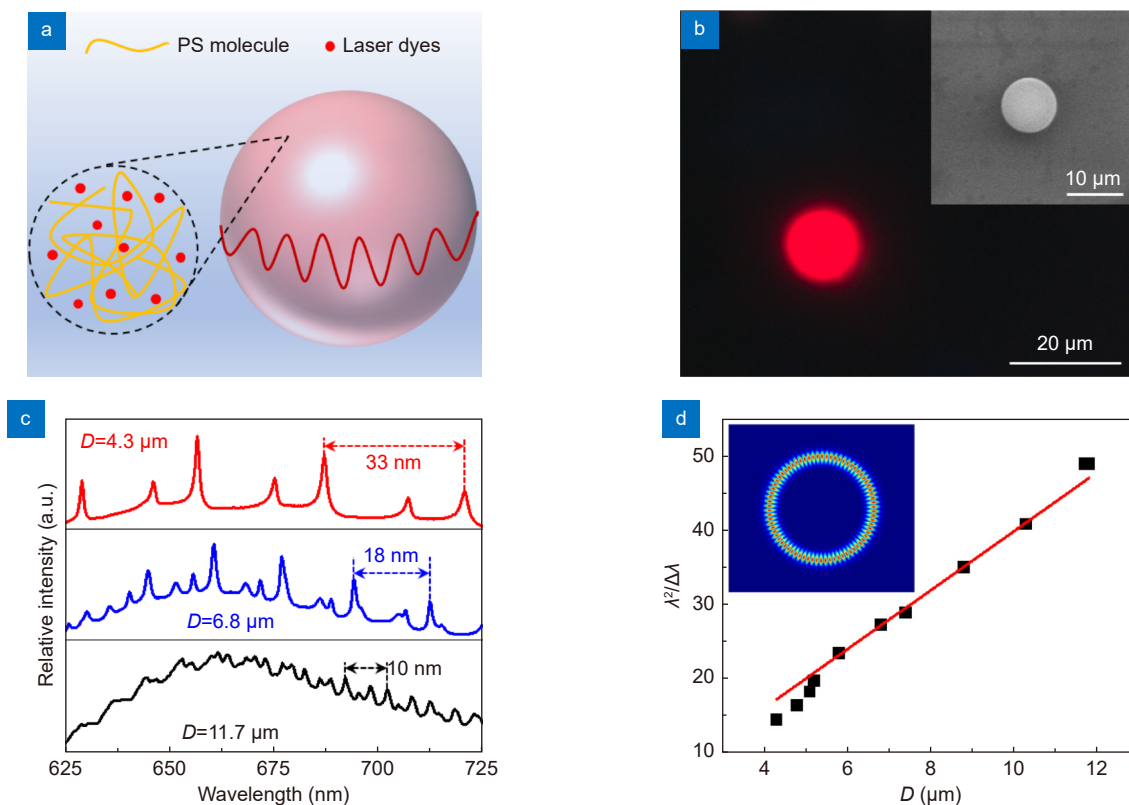 a
PS molecule
Laser dyes
b
10 μm
20 μm
c
D=4.3 μm
33 nm
18 nm
D=6.8 μm
10 nm
D=11.7 μm
Relative intensity (a.u.)
625 650 675 700 725
Wavelength (nm)
d
50
40
30
20
10
λ²/Δλ
4 6 8 10 12
D (μm)